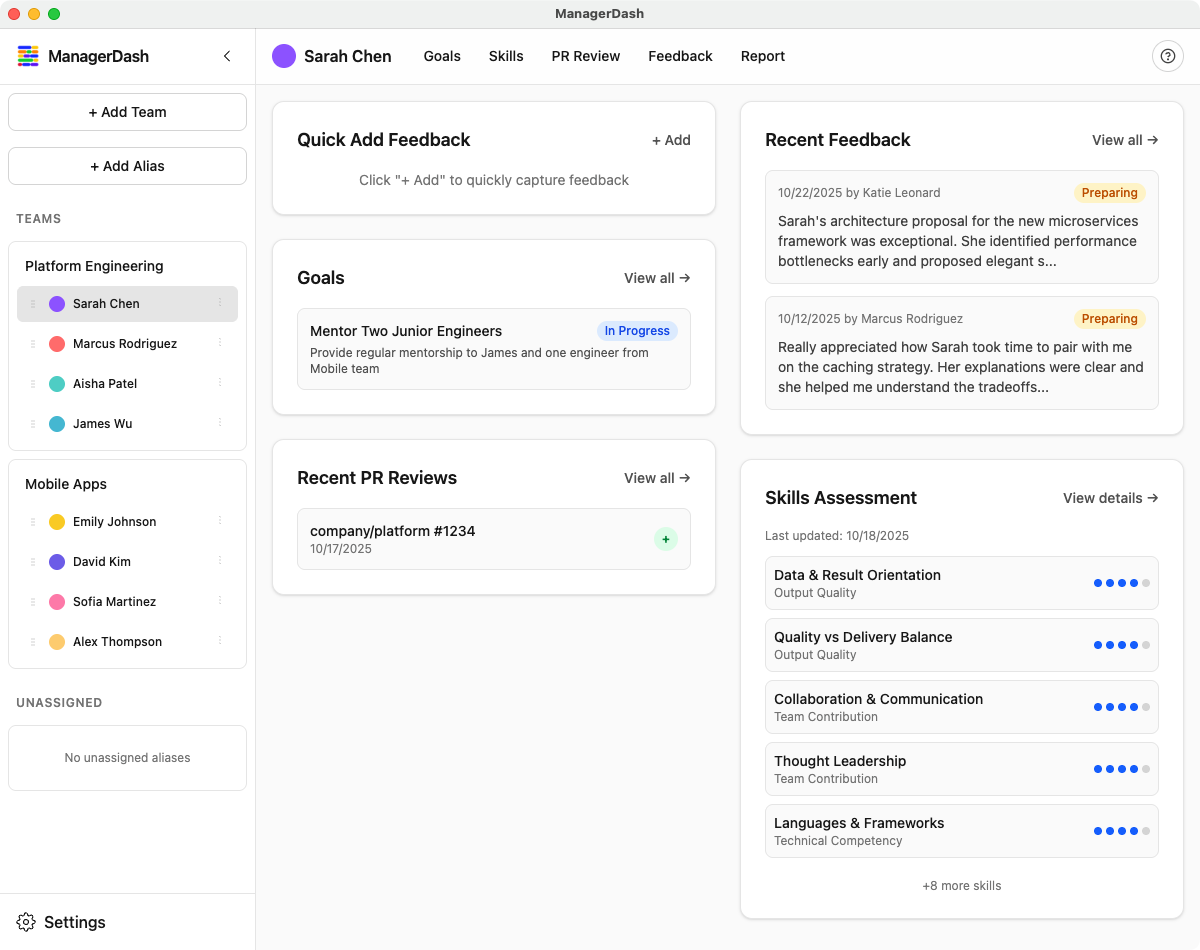 ManagerDash
ManagerDash
+ Add Team
+ Add Alias
TEAMS
Platform Engineering
Sarah Chen
Marcus Rodriguez
Aisha Patel
James Wu
Mobile Apps
Emily Johnson
David Kim
Sofia Martinez
Alex Thompson
UNASSIGNED
No unassigned aliases
Settings
Sarah Chen Goals Skills PR Review Feedback Report
Quick Add Feedback + Add
Click "+ Add" to quickly capture feedback
Goals View all →
Mentor Two Junior Engineers In Progress
Provide regular mentorship to James and one engineer from
Mobile team
Recent PR Reviews View all →
company/platform #1234 +
10/17/2025
Recent Feedback View all →
10/22/2025 by Katie Leonard Preparing
Sarah's architecture proposal for the new microservices
framework was exceptional. She identified performance
bottlenecks early and proposed elegant s...
10/12/2025 by Marcus Rodriguez Preparing
Really appreciated how Sarah took time to pair with me
on the caching strategy. Her explanations were clear and
she helped me understand the tradeoffs...
Skills Assessment View details →
Last updated: 10/18/2025
Data & Result Orientation
Output Quality
Quality vs Delivery Balance
Output Quality
Collaboration & Communication
Team Contribution
Thought Leadership
Team Contribution
Languages & Frameworks
Technical Competency
+8 more skills